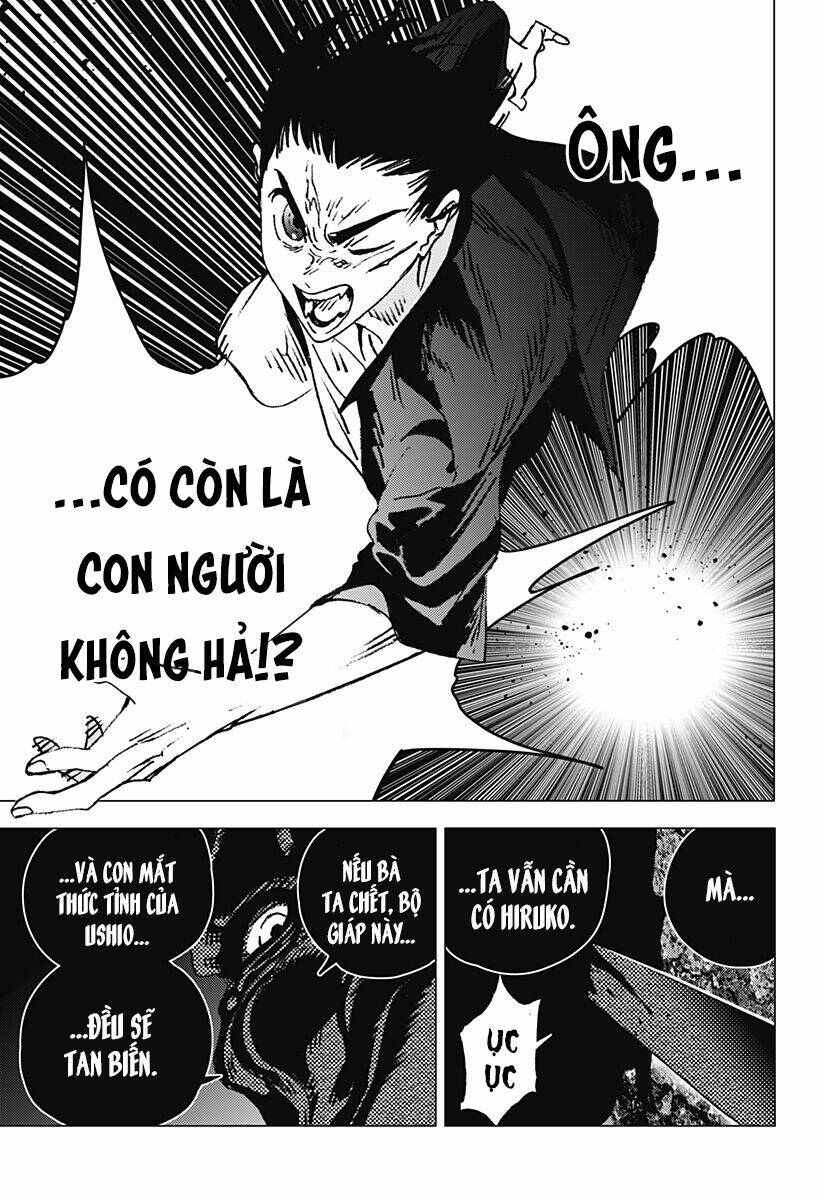 ÔNG...
...CÓ CÒN LÀ
CON NGƯỜI
KHÔNG HẢ!?
MÀ...
...TA VẪN CẦN
CÓ HIRUKO.
ỤC
ỤC
NẾU BÀ
TA CHẾT, BỘ
GIÁP NÀY...
...VÀ CON MẮT
THỨC TỈNH CỦA
USHIO...
...ĐỀU SẼ
TAN BIẾN.